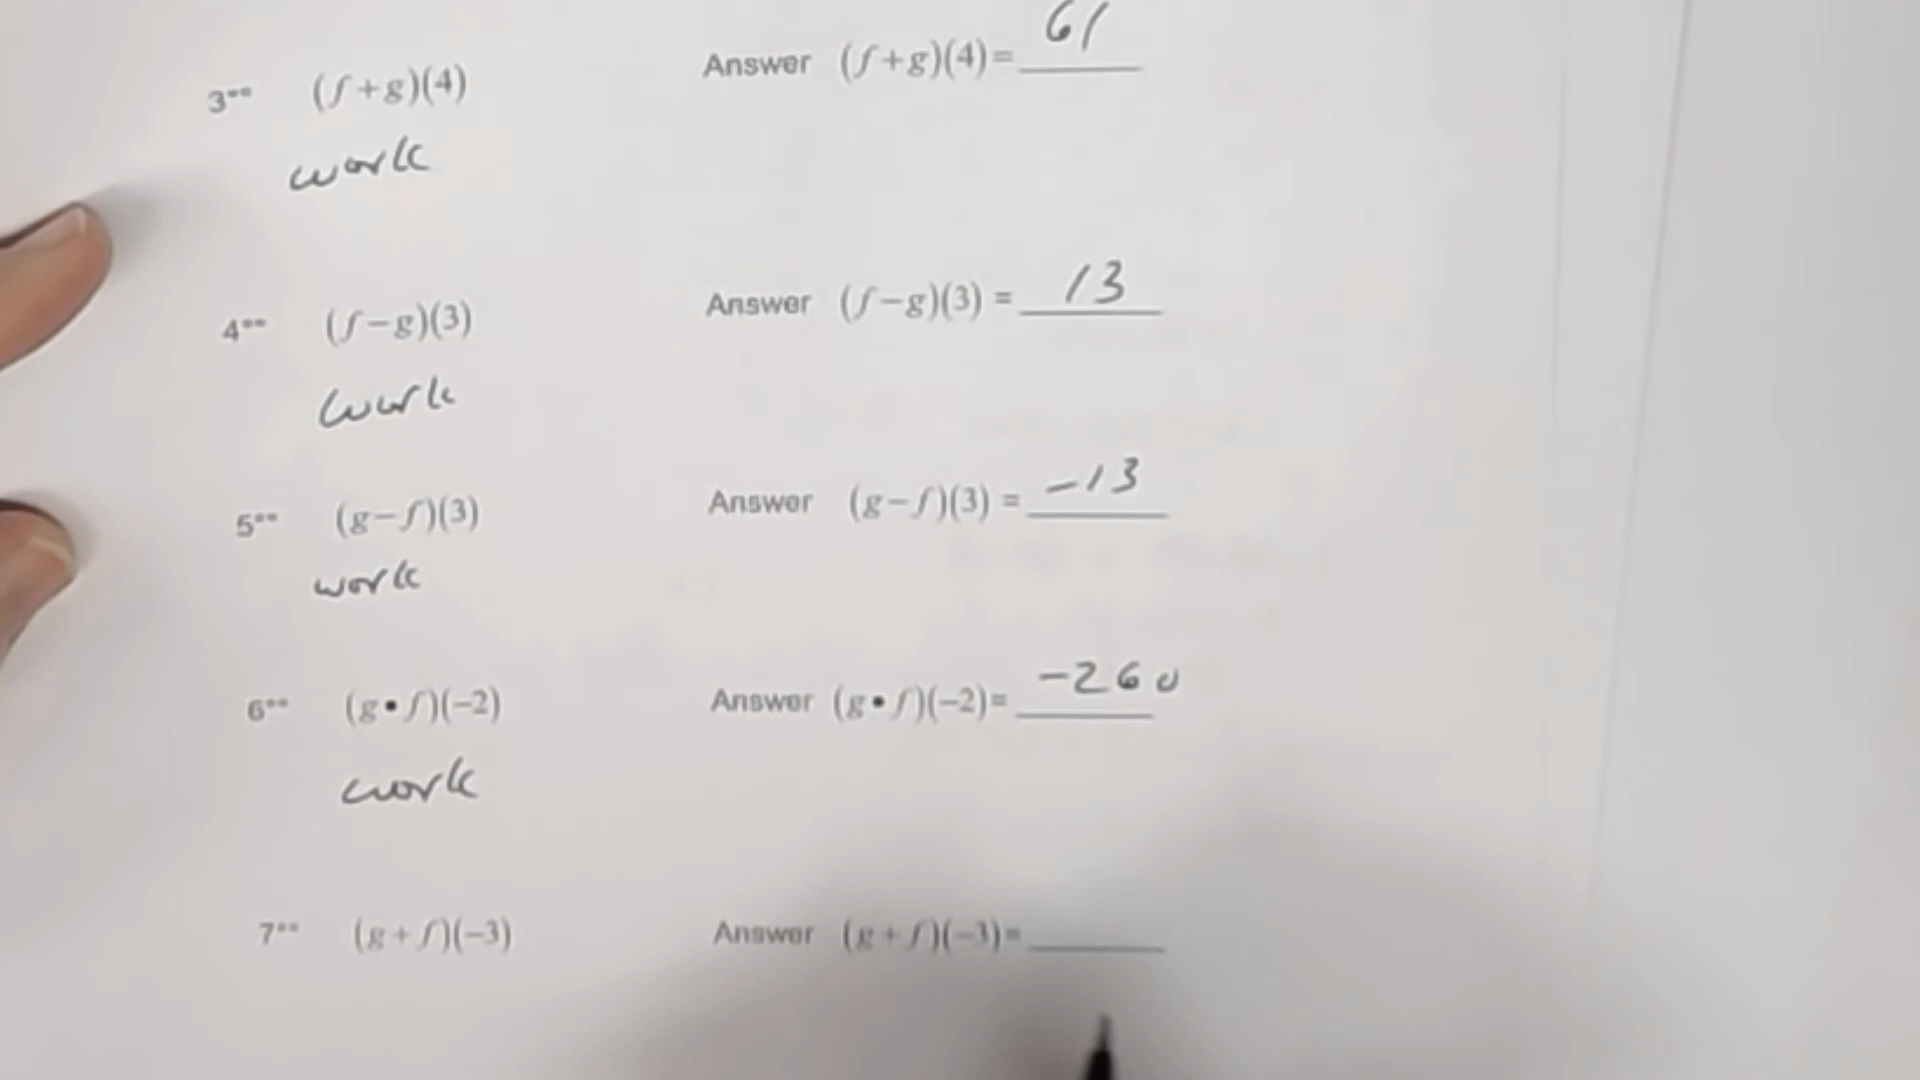 3** (f+g)(4) Answer (f+g)(4)= 61
work
4** (f-g)(3) Answer (f-g)(3) = 13
work
5** (g-f)(3) Answer (g-f)(3) = -13
work
6** (g•f)(-2) Answer (g•f)(-2)= -260
work
7** (g+f)(-3) Answer (g+f)(-3)=